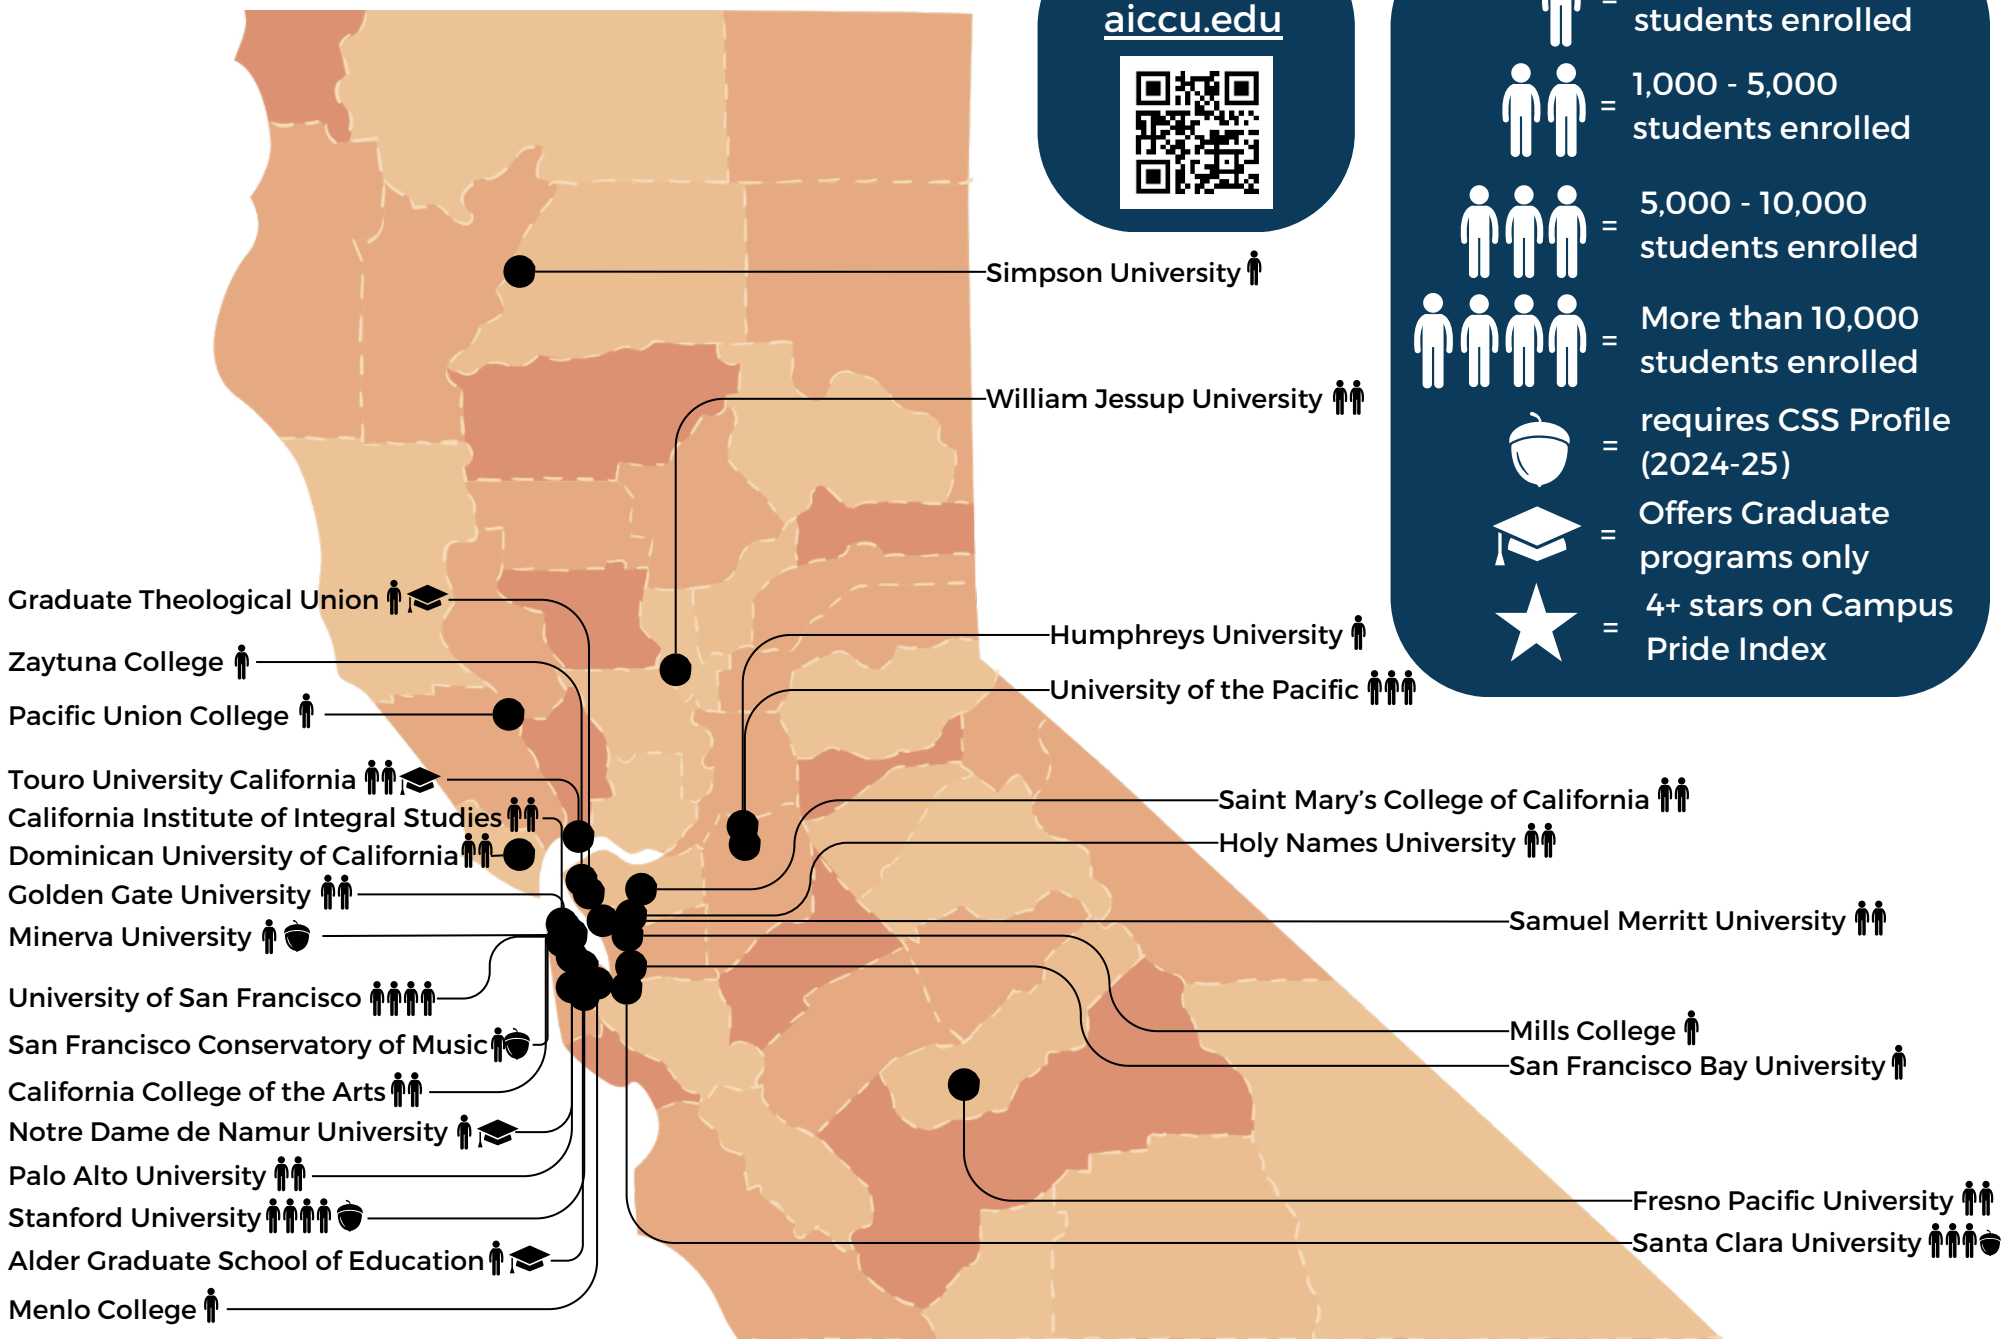 aiccu.edu
=
students enrolled
=
1,000 - 5,000
students enrolled
=
5,000 - 10,000
students enrolled
=
More than 10,000
students enrolled
=
requires CSS Profile
(2024-25)
=
Offers Graduate
programs only
=
4+ stars on Campus
Pride Index
Simpson University
William Jessup University
Humphreys University
University of the Pacific
Saint Mary's College of California
Holy Names University
Samuel Merritt University
Mills College
San Francisco Bay University
Fresno Pacific University
Santa Clara University
Graduate Theological Union
Zaytuna College
Pacific Union College
Touro University California
California Institute of Integral Studies
Dominican University of California
Golden Gate University
Minerva University
University of San Francisco
San Francisco Conservatory of Music
California College of the Arts
Notre Dame de Namur University
Palo Alto University
Stanford University
Alder Graduate School of Education
Menlo College